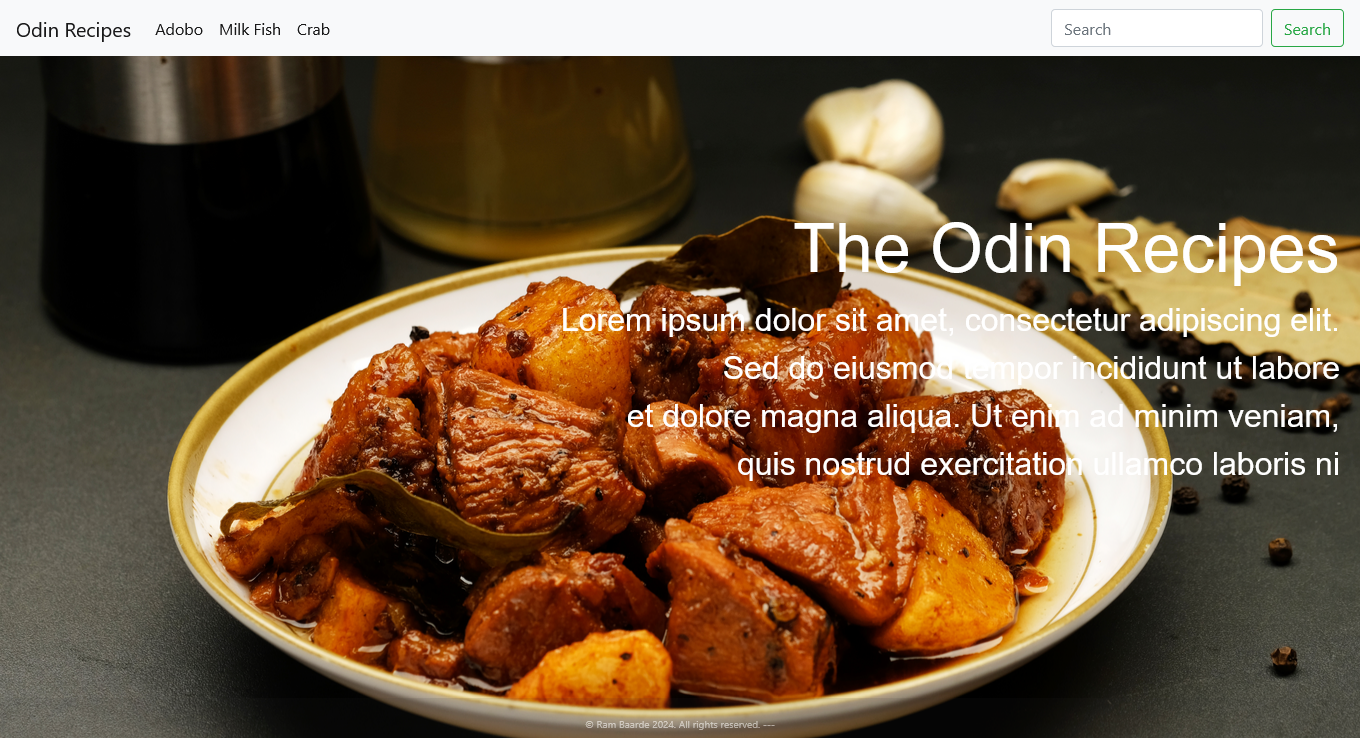 Odin Recipes Adobo Milk Fish Crab Search Search
The Odin Recipes
Lorem ipsum dolor sit amet, consectetur adipiscing elit.
Sed do eiusmod tempor incididunt ut labore
et dolore magna aliqua. Ut enim ad minim veniam,
quis nostrud exercitation ullamco laboris ni
© Ram Baarde 2024. All rights reserved. ---